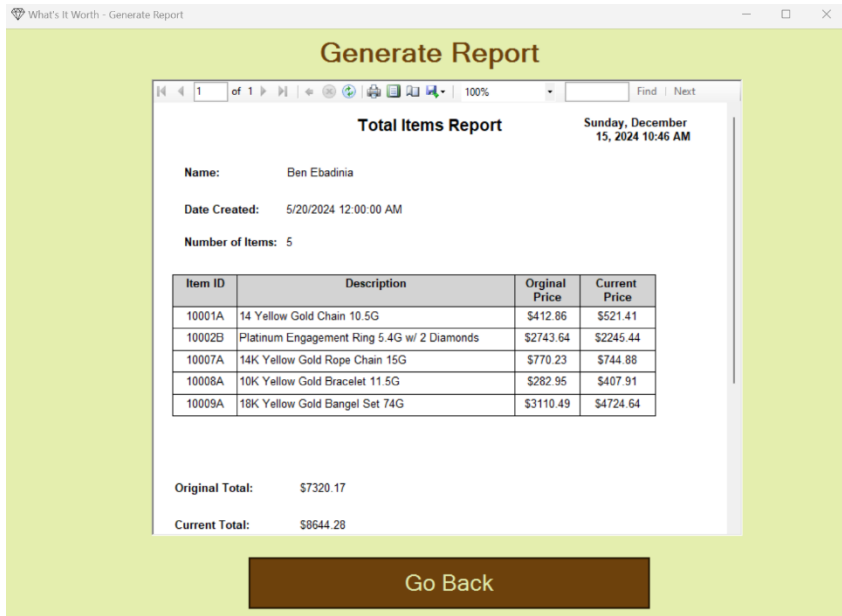 What's It Worth - Generate Report
Generate Report
1 of 1 100% Find | Next
Total Items Report
Sunday, December
15, 2024 10:46 AM
Name: Ben Ebadinia
Date Created: 5/20/2024 12:00:00 AM
Number of Items: 5
Item ID Description Orginal Current
Price Price
10001A 14 Yellow Gold Chain 10.5G $412.86 $521.41
10002B Platinum Engagement Ring 5.4G w/ 2 Diamonds $2743.64 $2245.44
10007A 14K Yellow Gold Rope Chain 15G $770.23 $744.88
10008A 10K Yellow Gold Bracelet 11.5G $282.95 $407.91
10009A 18K Yellow Gold Bangel Set 74G $3110.49 $4724.64
Original Total: $7320.17
Current Total: $8644.28
Go Back